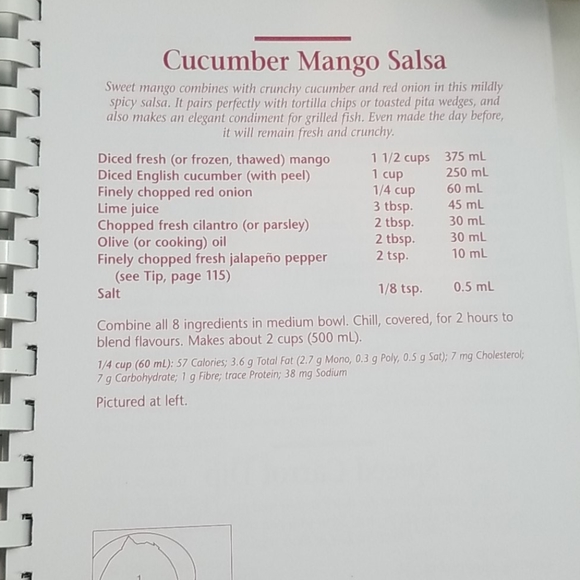 Cucumber Mango Salsa
Sweet mango combines with crunchy cucumber and red onion in this mildly
spicy salsa. It pairs perfectly with tortilla chips or toasted pita wedges, and
also makes an elegant condiment for grilled fish. Even made the day before,
it will remain fresh and crunchy.
Diced fresh (or frozen, thawed) mango 1 1/2 cups 375 mL
Diced English cucumber (with peel) 1 cup 250 mL
Finely chopped red onion 1/4 cup 60 mL
Lime juice 3 tbsp. 45 mL
Chopped fresh cilantro (or parsley) 2 tbsp. 30 mL
Olive (or cooking) oil 2 tbsp. 30 mL
Finely chopped fresh jalapeño pepper 2 tsp. 10 mL
(see Tip, page 115)
Salt 1/8 tsp. 0.5 mL
Combine all 8 ingredients in medium bowl. Chill, covered, for 2 hours to
blend flavours. Makes about 2 cups (500 mL).
1/4 cup (60 mL): 57 Calories; 3.6 g Total Fat (2.7 g Mono, 0.3 g Poly, 0.5 g Sat); 7 mg Cholesterol;
7 g Carbohydrate; 1 g Fibre; trace Protein; 38 mg Sodium
Pictured at left.
1